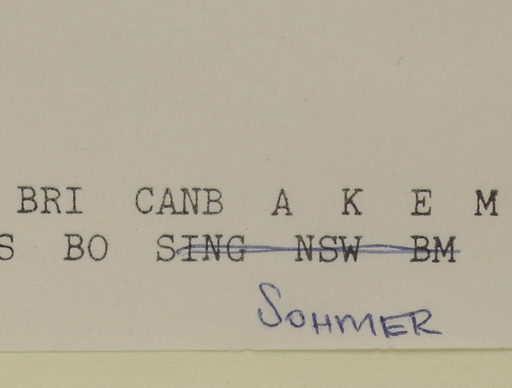 BRI CANB A K E M
S BO SING NSW BM
SOHMER